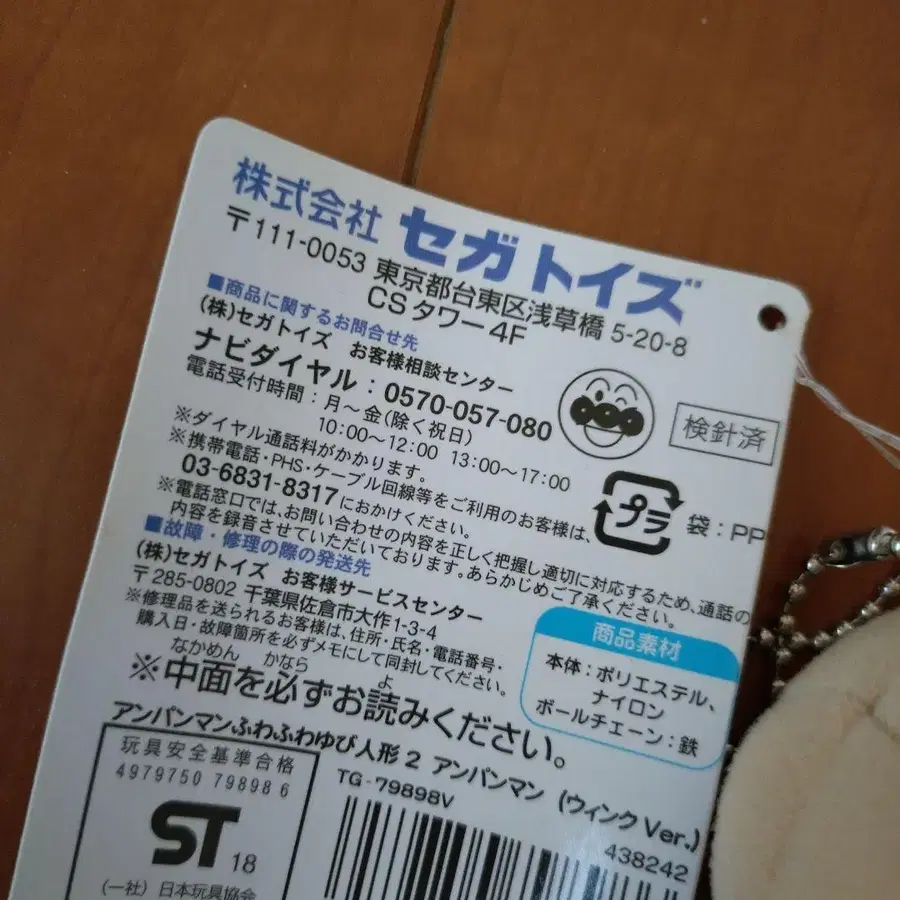 株式会社 セガトイズ
〒111-0053 東京都台東区浅草橋 5-20-8
CSタワー4F
■商品に関するお問合せ先
(株)セガトイズ お客様相談センター
ナビダイヤル：0570-057-080
電話受付時間：月〜金(除く祝日)
10:00〜12:00 13:00〜17:00
検針済
※ダイヤル通話料がかかります。
※携帯電話・PHS・ケーブル回線等をご利用のお客様は、
03-6831-8317におかけください。
プラ
袋：PP
※電話窓口では、お問い合わせの内容を正しく把握し適切に対応するため、通話の
内容を録音させていただいております。あらかじめご了承ください。
■故障・修理の際の発送先
(株)セガトイズ お客様サービスセンター
〒285-0802 千葉県佐倉市大作1-3-4
※修理品を送られるお客様は、住所・氏名・電話番号・
購入日・故障箇所を必ずメモにして同封してください。
商品素材
本体：ポリエステル、
ナイロン
ボールチェーン：鉄
なかめん かなら よ
※中面を必ずお読みください。
アンパンマンふわふわゆび人形2 アンパンマン (ウィンクVer.)
TG-79898V
438242
玩具安全基準合格
4979750 798986
ST 18
(一社) 日本玩具協会